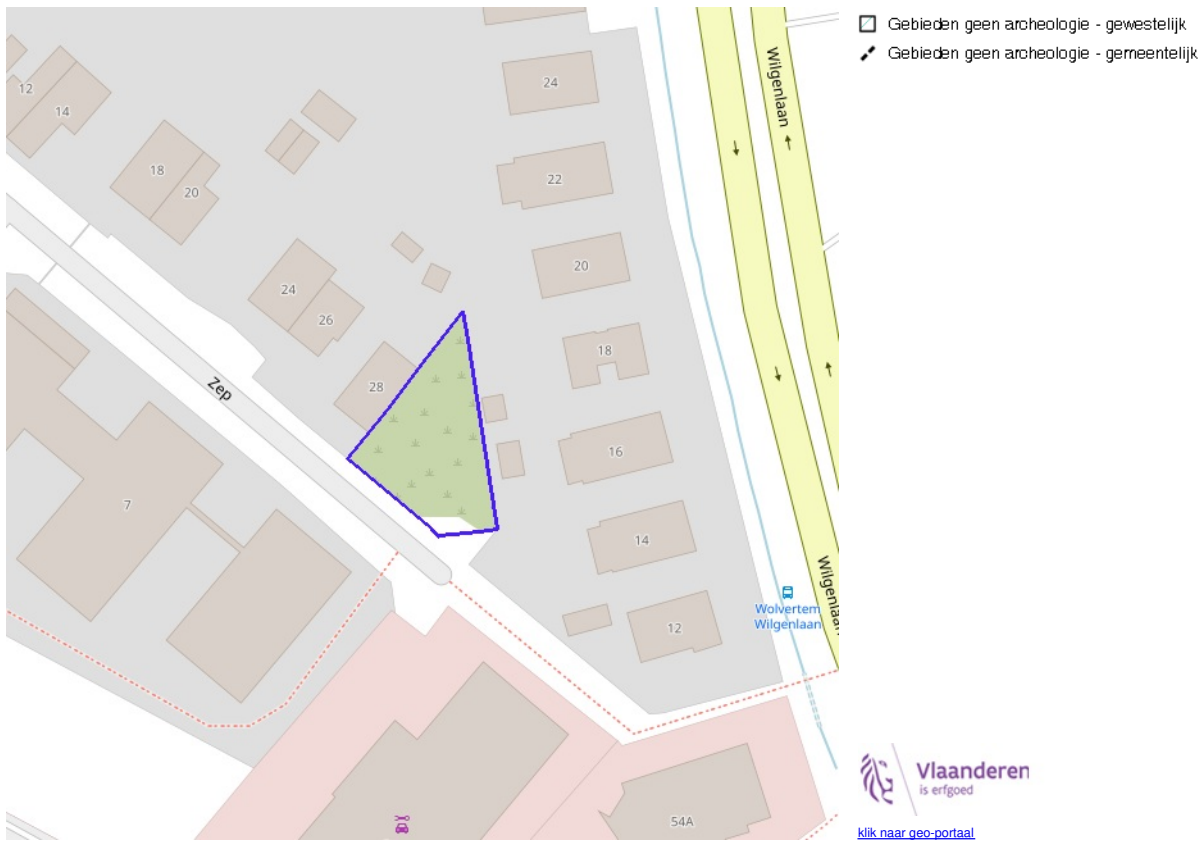 Gebieden geen archeologie - gewestelijk
Gebieden geen archeologie - gemeentelijk
Wilgenlaan
24
12
14
22
18
20
20
24
26
18
28
Zep
16
7
14
Wilgenlaan
Wolvertem
Wilgenlaan
12
54A
Vlaanderen
is erfgoed
klik naar geo-portaal